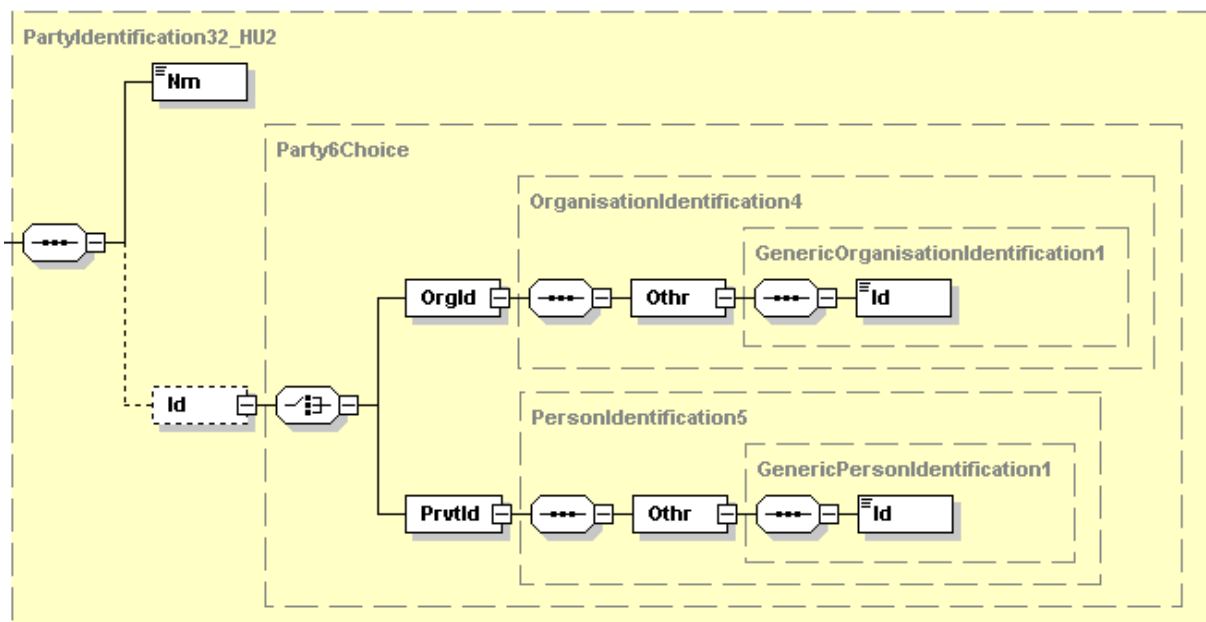 PartyIdentification32_HU2
Nm
Party6Choice
OrganisationIdentification4
GenericOrganisationIdentification1
OrgId
Othr
Id
Id
PersonIdentification5
GenericPersonIdentification1
PrvtId
Othr
Id